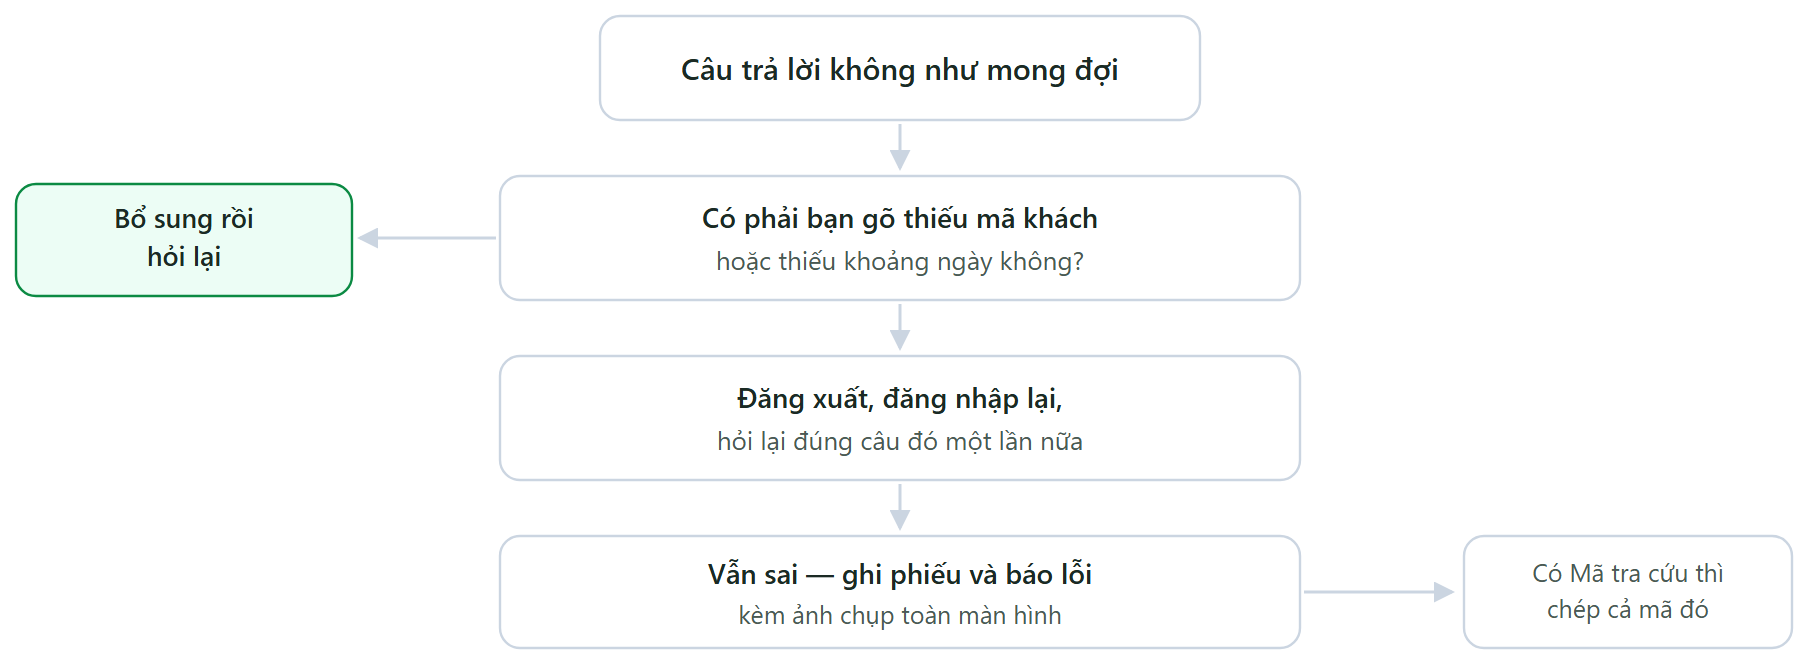 Câu trả lời không như mong đợi
Có phải bạn gõ thiếu mã khách
hoặc thiếu khoảng ngày không?
Bổ sung rồi
hỏi lại
Đăng xuất, đăng nhập lại,
hỏi lại đúng câu đó một lần nữa
Vẫn sai — ghi phiếu và báo lỗi
kèm ảnh chụp toàn màn hình
Có Mã tra cứu thì
chép cả mã đó